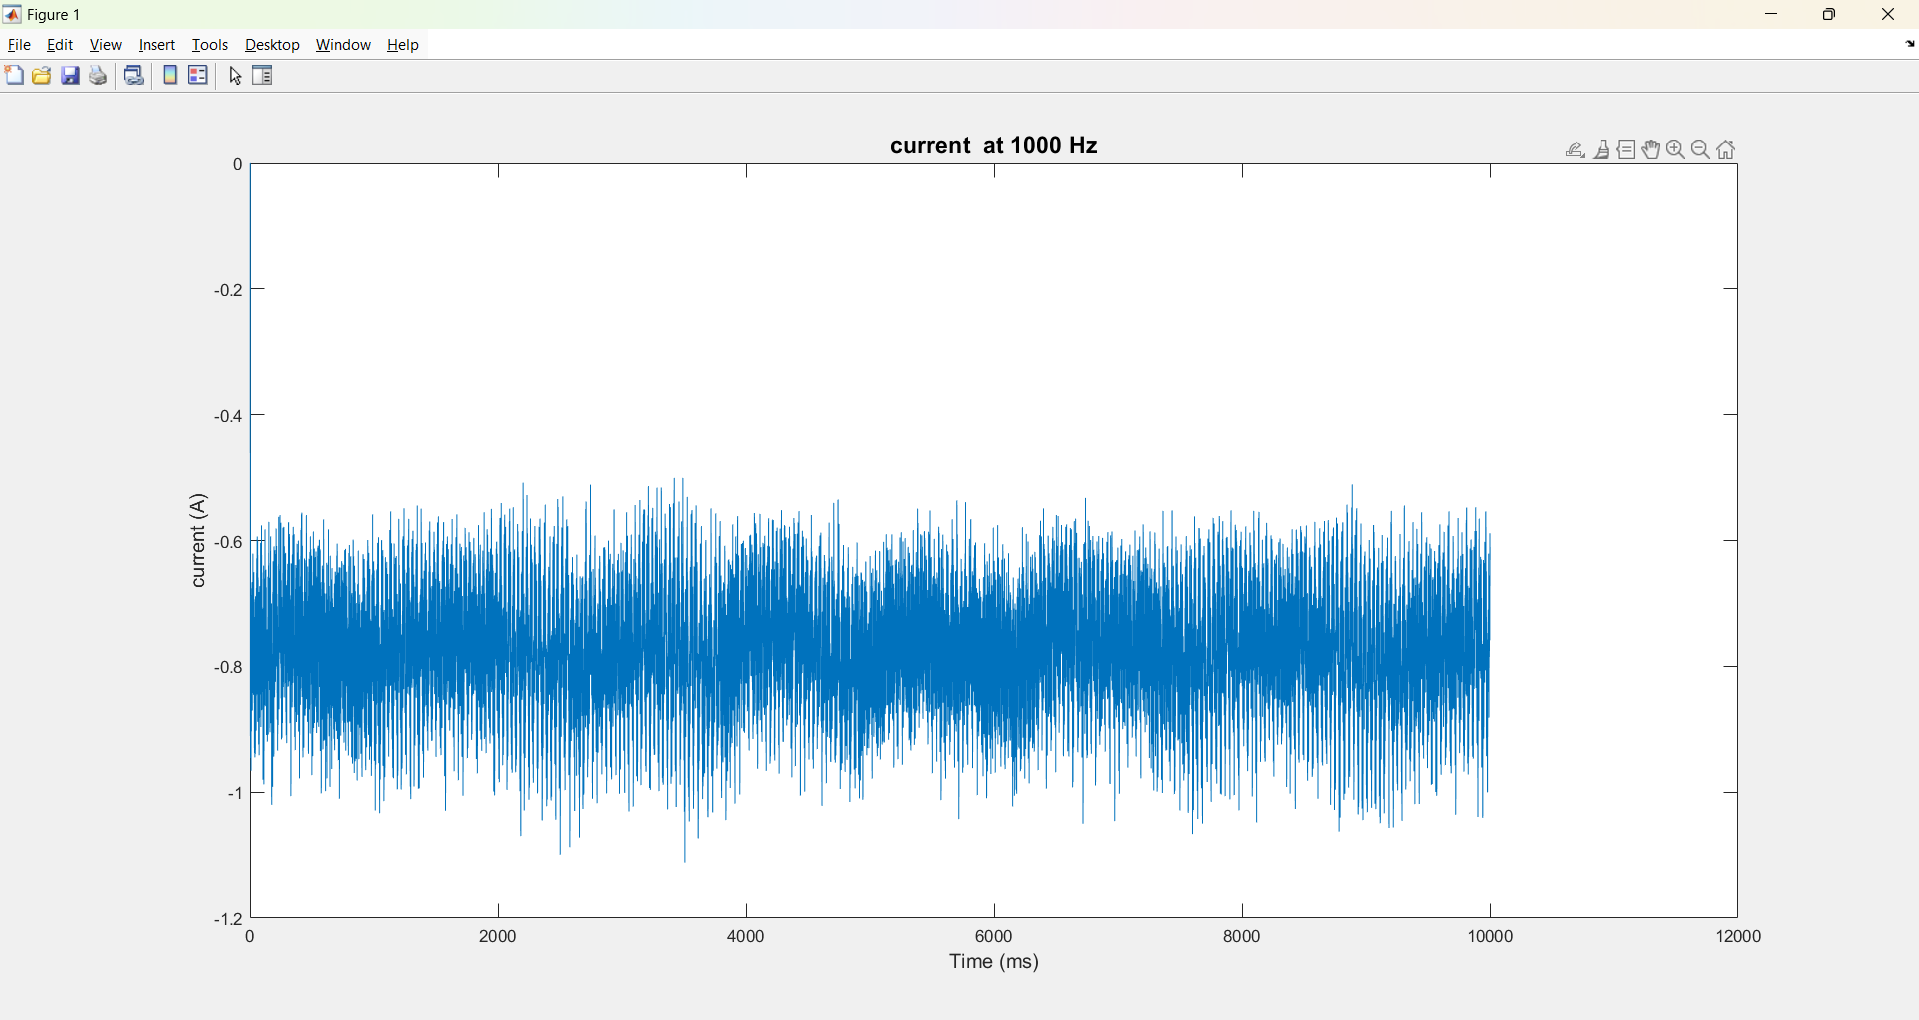 Figure 1
File Edit View Insert Tools Desktop Window Help
current  at 1000 Hz
0
-0.2
-0.4
-0.6
-0.8
-1
-1.2
current (A)
0 2000 4000 6000 8000 10000 12000
Time (ms)